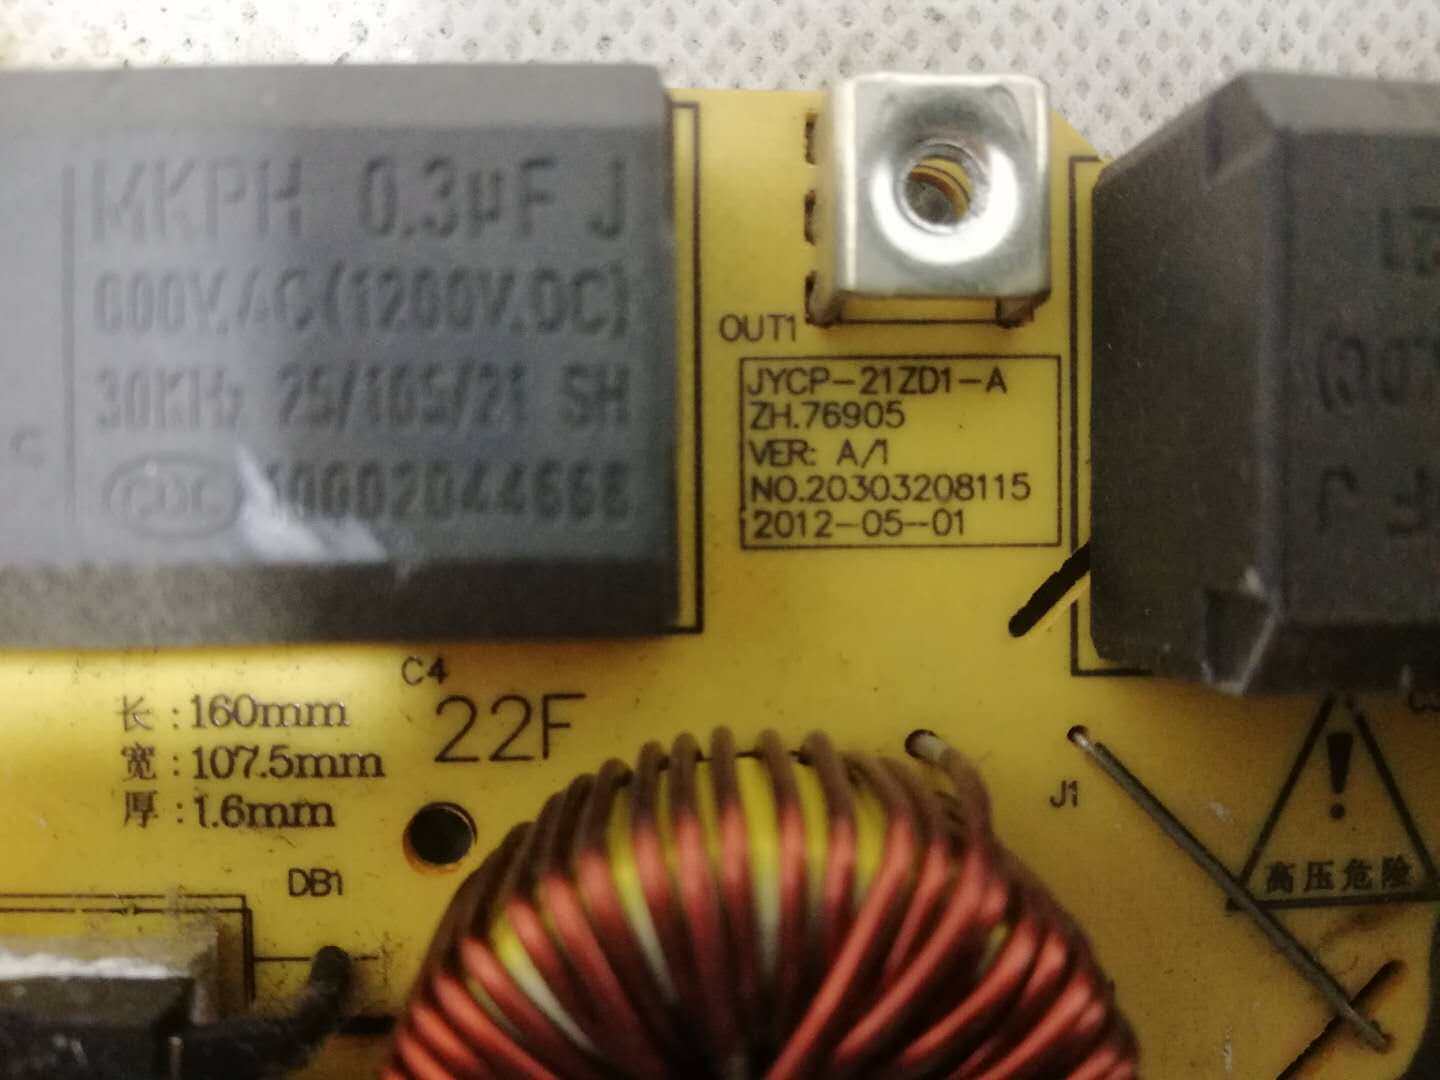 MKPH 0.3µF J
600V.AC(1200V.DC)
30KHz 25/105/21 SH
CQC
OUT1
JYCP-21ZD1-A
ZH.76905
VER: A/1
NO.20303208115
2012-05-01
C4
22F
长:160mm
宽:107.5mm
厚:1.6mm
DB1
J1
!
高压危险